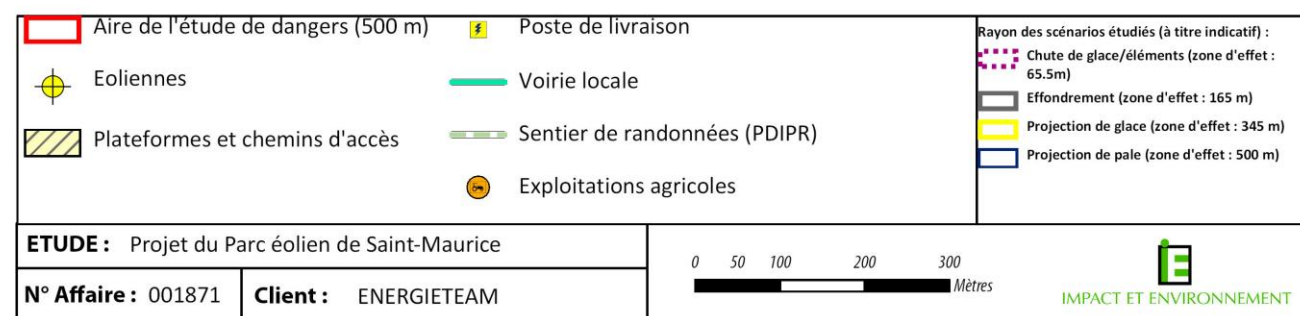 Aire de l'étude de dangers (500 m)
Eoliennes
Plateformes et chemins d'accès
Poste de livraison
Voirie locale
Sentier de randonnées (PDIPR)
Exploitations agricoles
Rayon des scénarios étudiés (à titre indicatif) :
Chute de glace/éléments (zone d'effet :
65.5m)
Effondrement (zone d'effet : 165 m)
Projection de glace (zone d'effet : 345 m)
Projection de pale (zone d'effet : 500 m)
ETUDE : Projet du Parc éolien de Saint-Maurice
N° Affaire : 001871 Client : ENERGIETEAM
0 50 100 200 300
Mètres
iE
IMPACT ET ENVIRONNEMENT